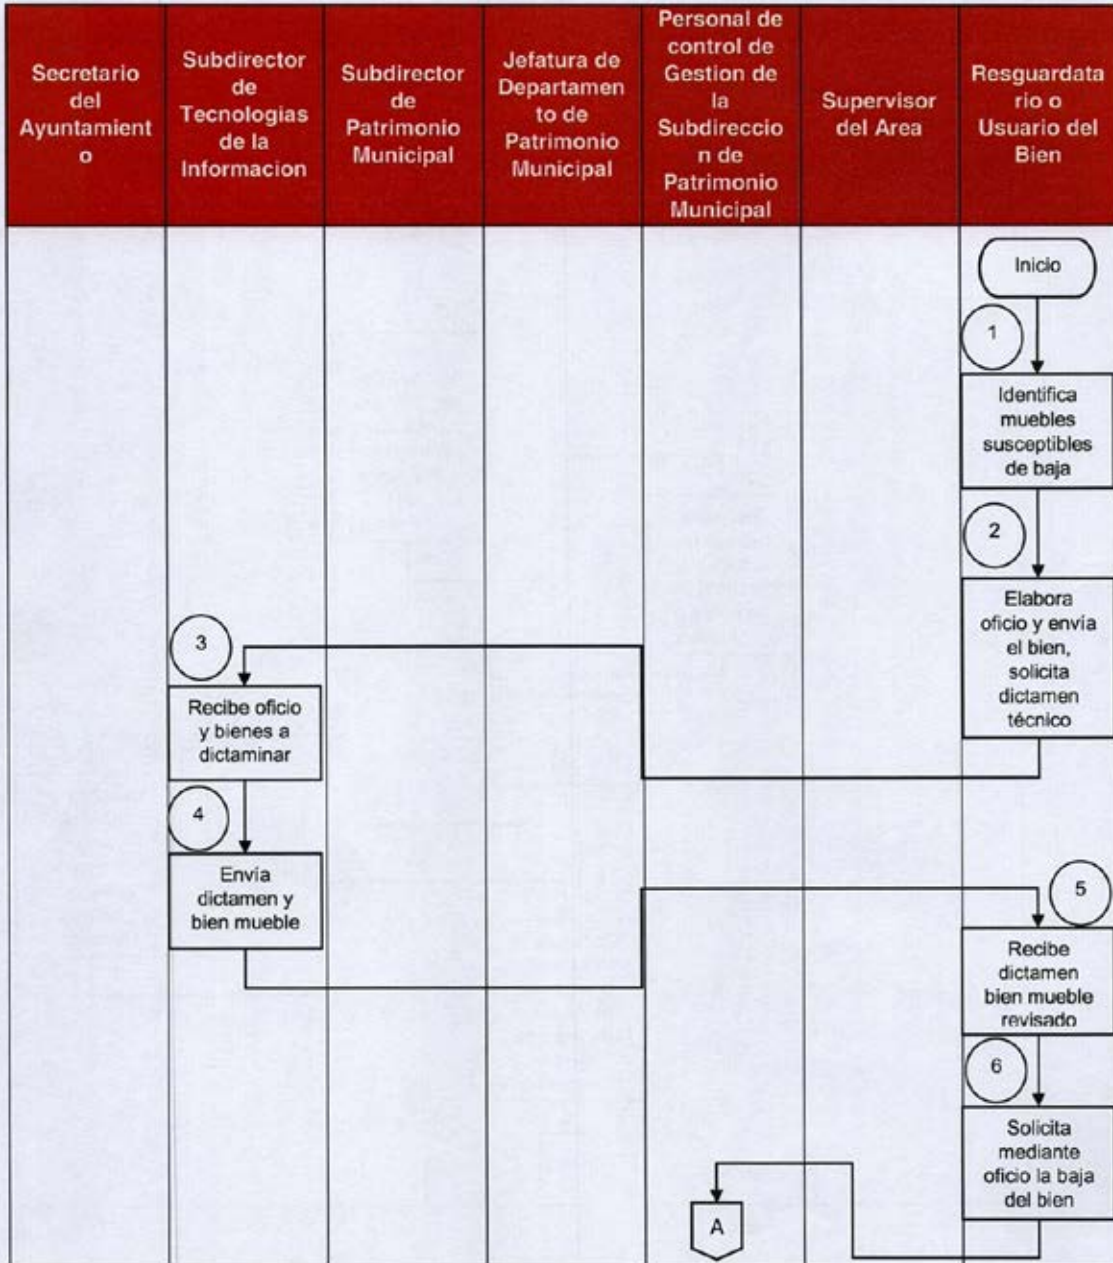 Secretario
del
Ayuntamient
o
Subdirector
de
Tecnologias
de la
Informacion
Subdirector
de
Patrimonio
Municipal
Jefatura de
Departamen
to de
Patrimonio
Municipal
Personal de
control de
Gestion de
la
Subdireccio
n de
Patrimonio
Municipal
Supervisor
del Area
Resguardata
rio o
Usuario del
Bien
Inicio
1
Identifica
muebles
susceptibles
de baja
2
Elabora
oficio y envía
el bien,
solicita
dictamen
técnico
3
Recibe oficio
y bienes a
dictaminar
4
Envía
dictamen y
bien mueble
5
Recibe
dictamen
bien mueble
revisado
6
Solicita
mediante
oficio la baja
del bien
A